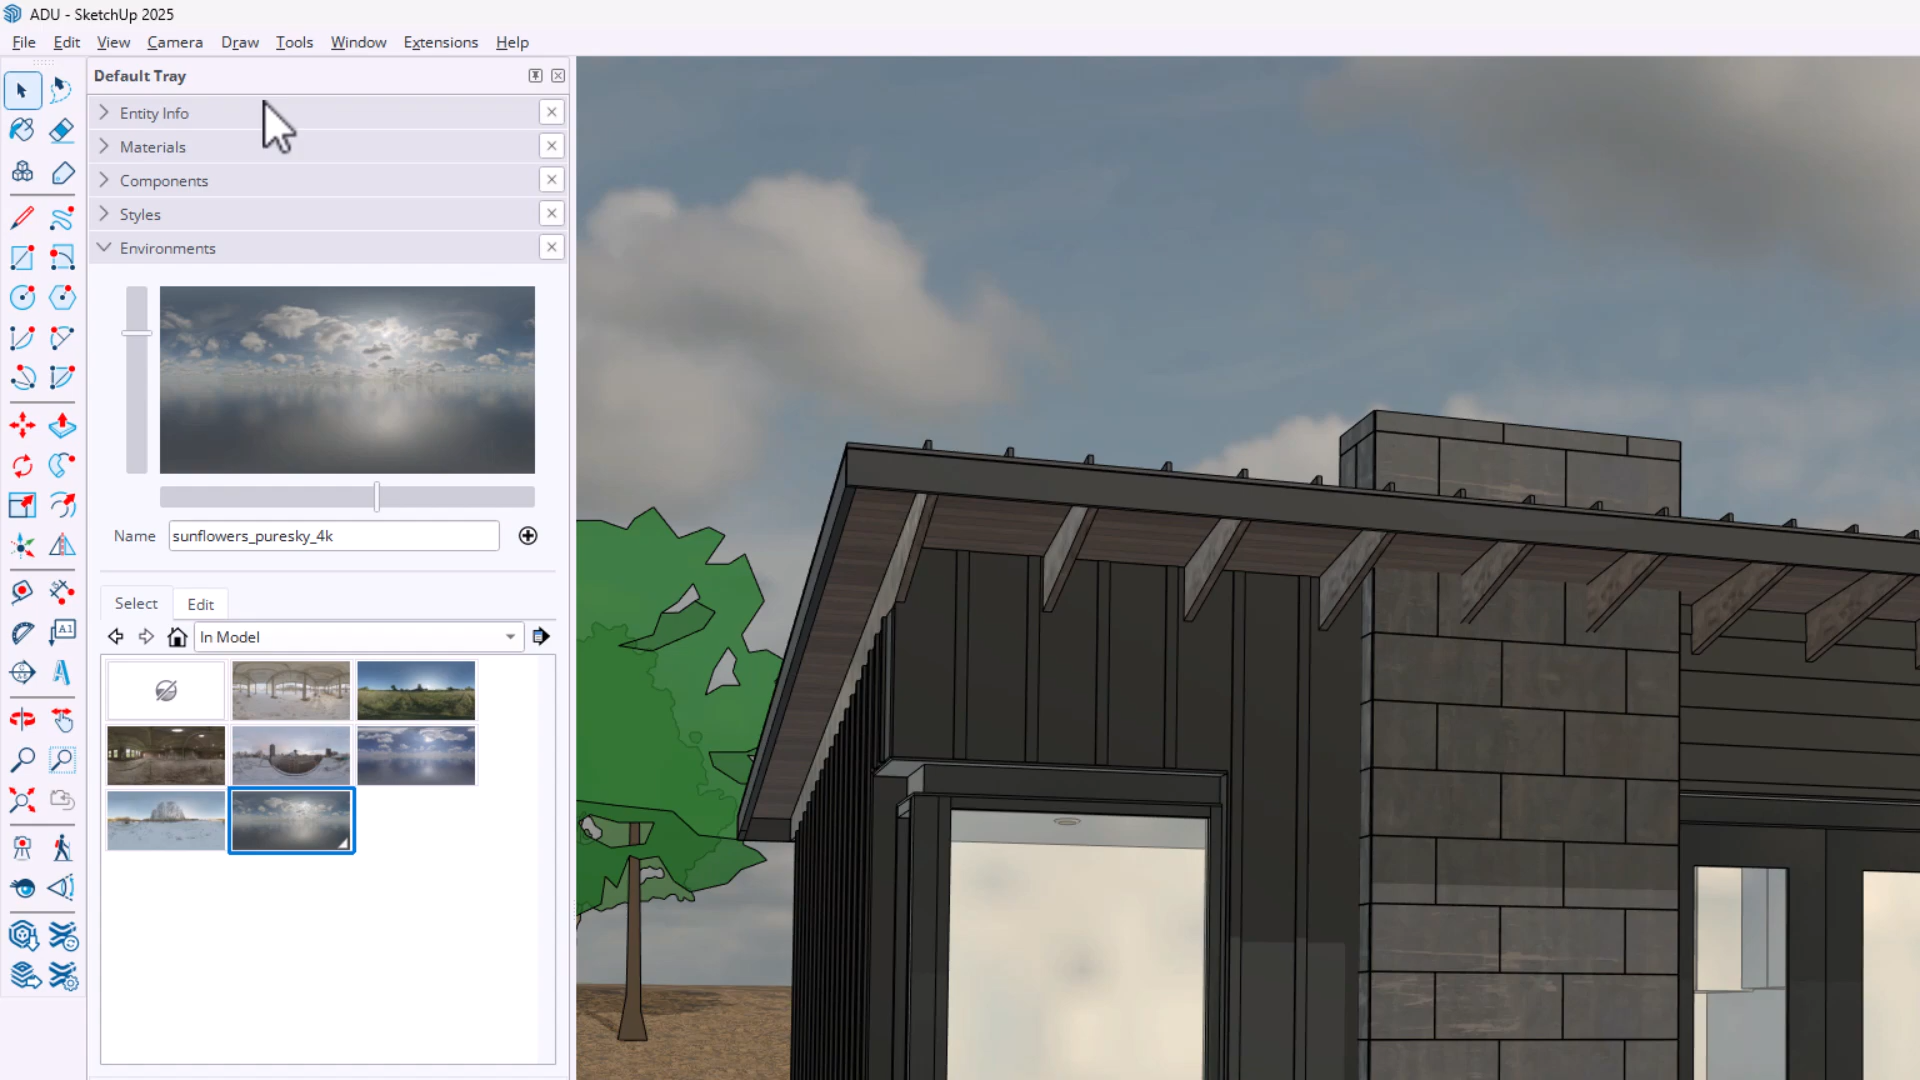 ADU - SketchUp 2025
File Edit View Camera Draw Tools Window Extensions Help
Default Tray
Entity Info
Materials
Components
Styles
Environments
Name sunflowers_puresky_4k
Select Edit
In Model